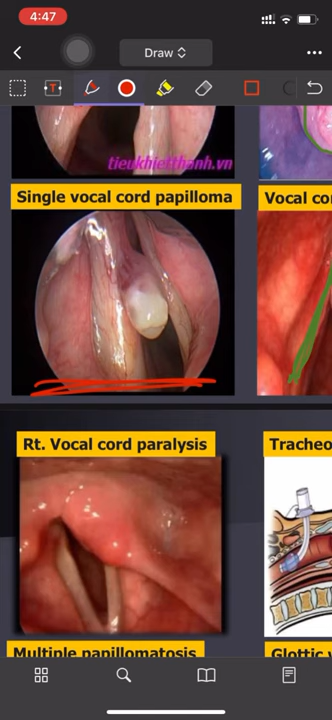 4:47
Draw
T
tieukhietthanh.vn
Single vocal cord papilloma
Vocal co
Rt. Vocal cord paralysis
Tracheo
Multiple papillomatosis
Glottic